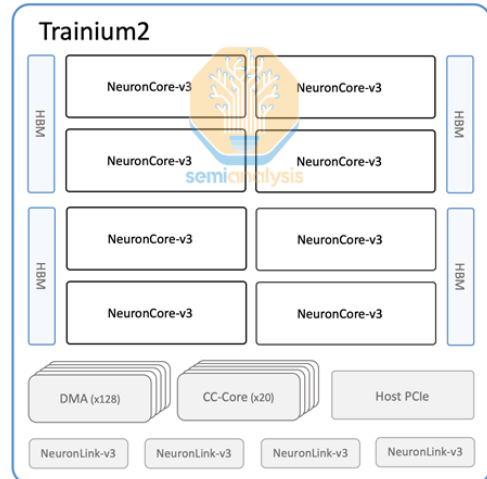 Trainium2
HBM
NeuronCore-v3
NeuronCore-v3
HBM
NeuronCore-v3
NeuronCore-v3
semianalysis
HBM
NeuronCore-v3
NeuronCore-v3
HBM
NeuronCore-v3
NeuronCore-v3
DMA (x128)
CC-Core (x20)
Host PCIe
NeuronLink-v3
NeuronLink-v3
NeuronLink-v3
NeuronLink-v3